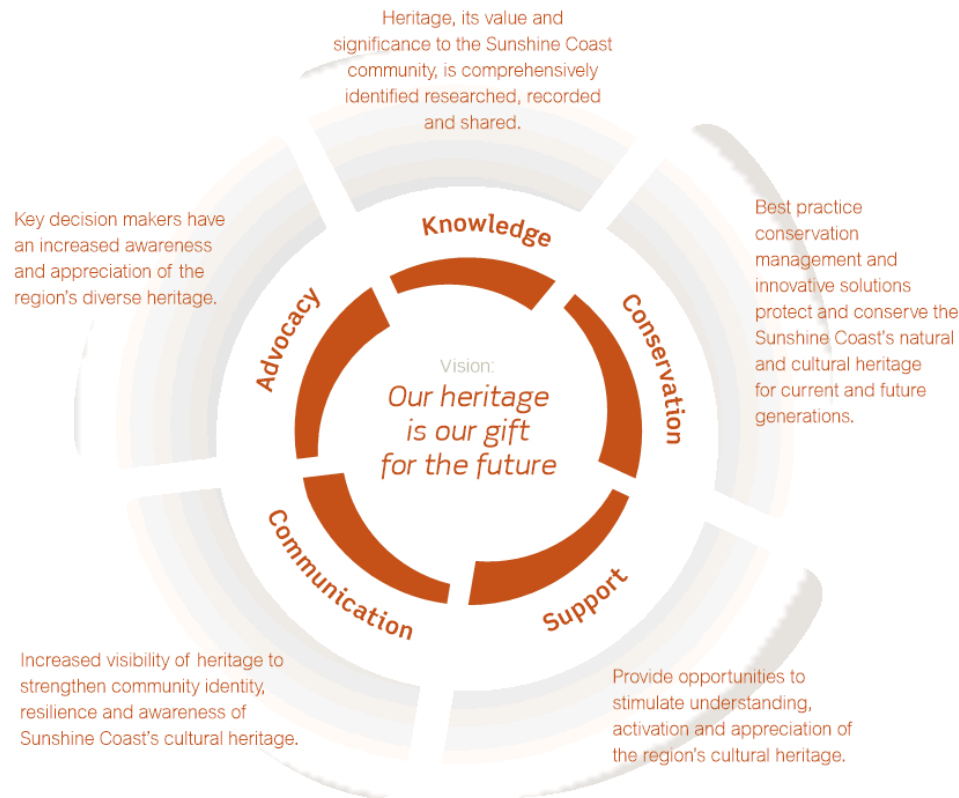 Heritage, its value and
significance to the Sunshine Coast
community, is comprehensively
identified researched, recorded
and shared.
Knowledge
Best practice
conservation
management and
innovative solutions
protect and conserve the
Sunshine Coast's natural
and cultural heritage
for current and future
generations.
Conservation
Provide opportunities to
stimulate understanding,
activation and appreciation of
the region's cultural heritage.
Support
Increased visibility of heritage to
strengthen community identity,
resilience and awareness of
Sunshine Coast's cultural heritage.
Communication
Key decision makers have
an increased awareness
and appreciation of the
region's diverse heritage.
Advocacy
Vision:
Our heritage
is our gift
for the future